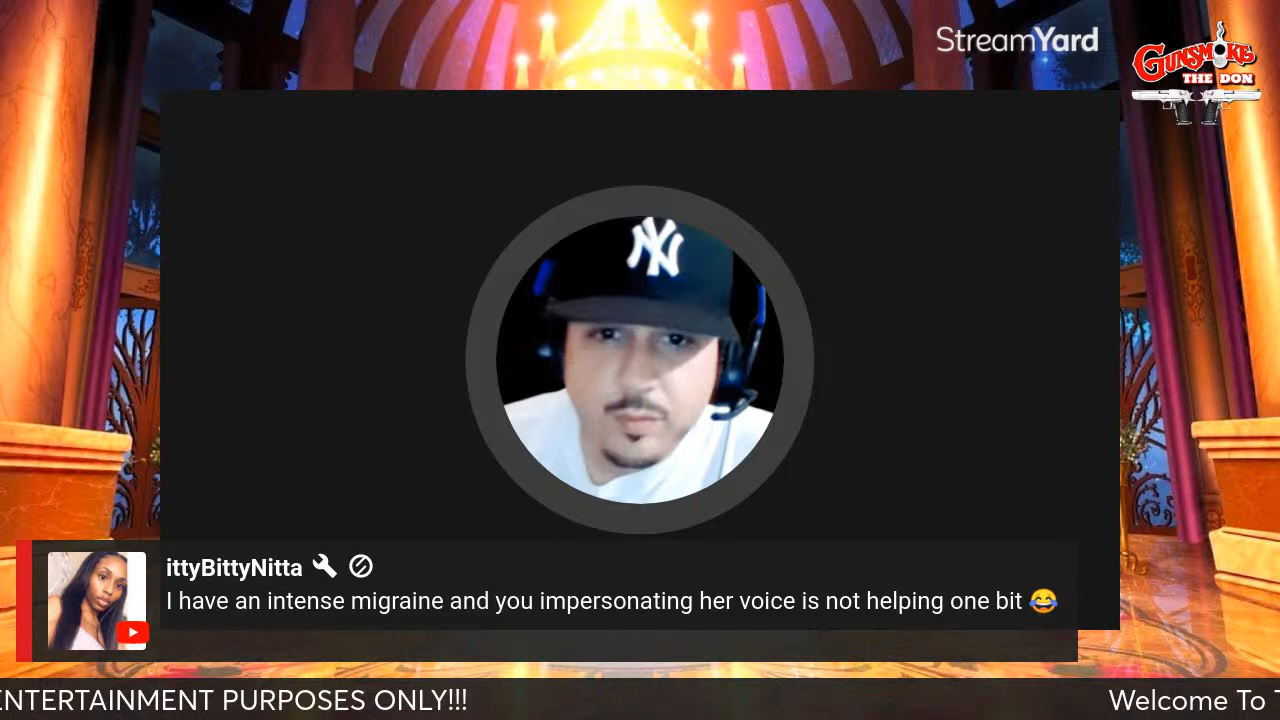 StreamYard
GUNSMOKE
THE DON
NY
ittyBittyNitta
I have an intense migraine and you impersonating her voice is not helping one bit 😂
ENTERTAINMENT PURPOSES ONLY!!! Welcome To T